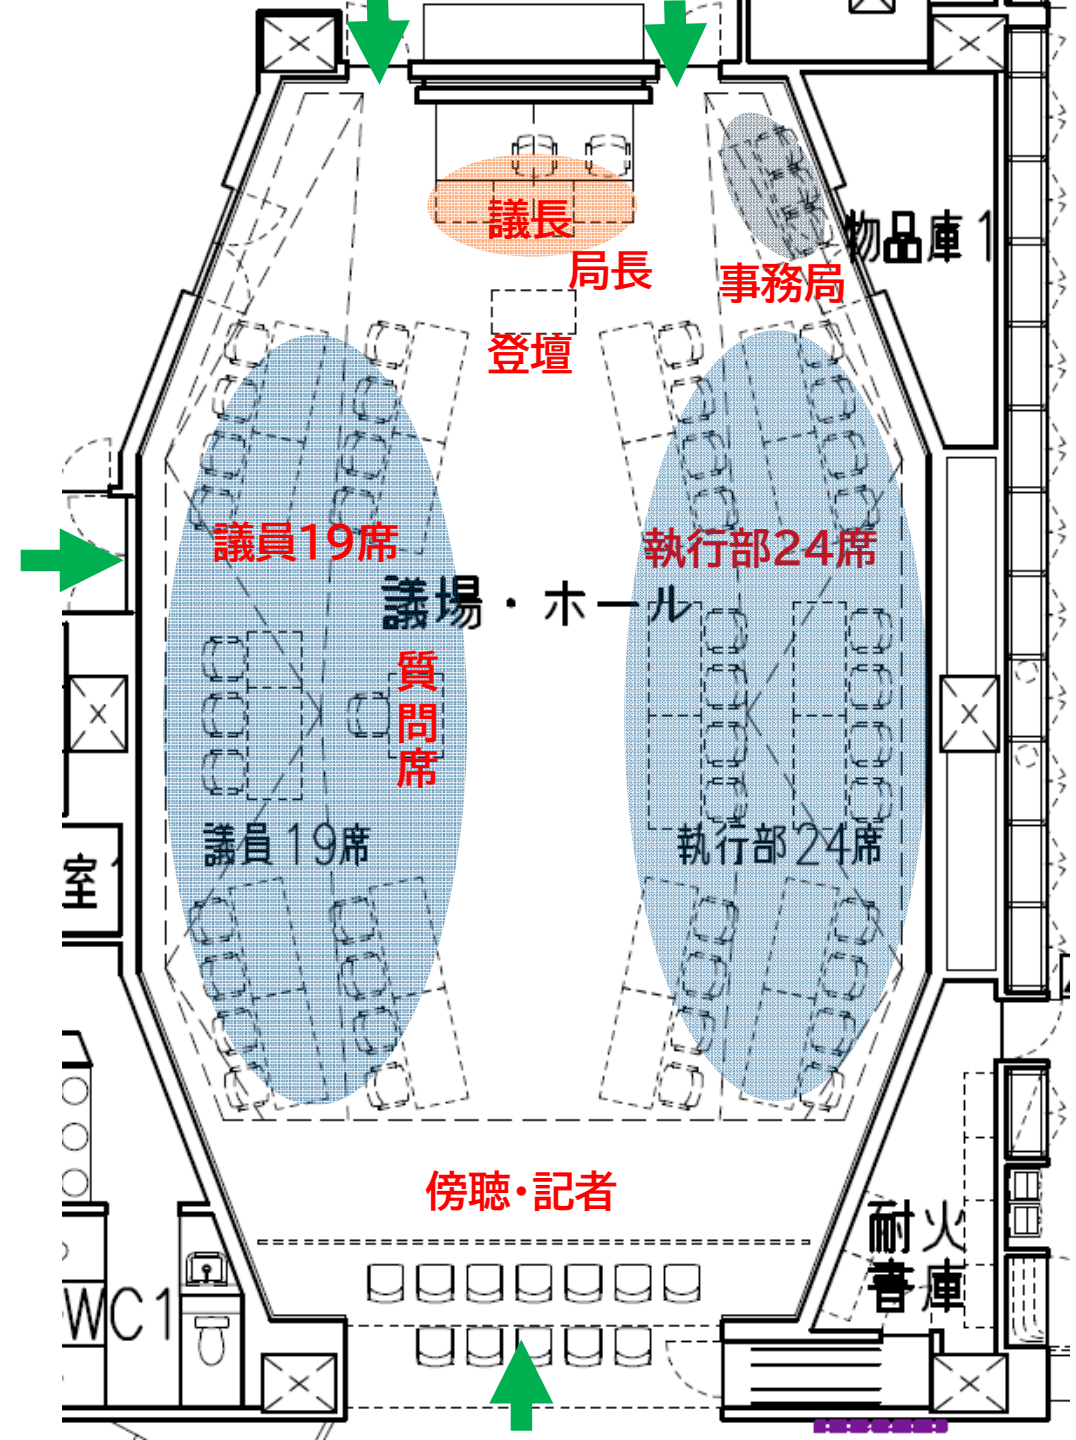 議長
局長
事務局
物品庫1
登壇
議員19席
執行部24席
議場・ホール
質問席
議員19席
執行部24席
室1
傍聴・記者
耐火
書庫
WC1